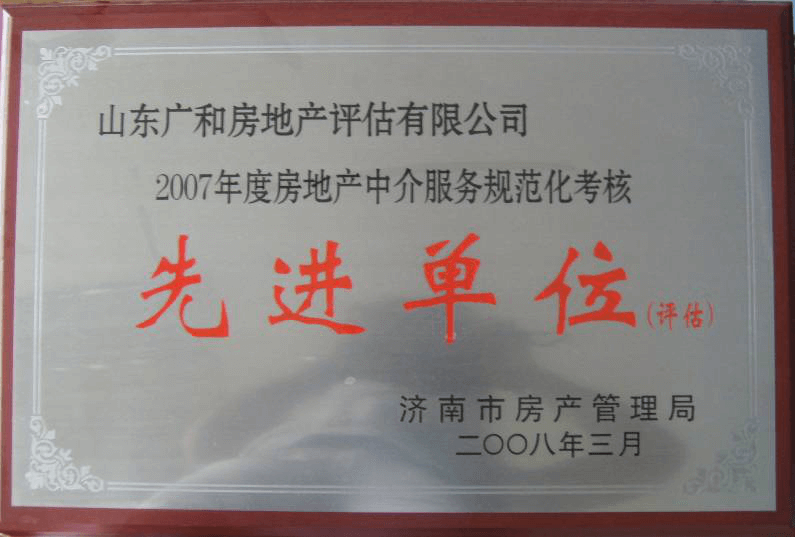 山东广和房地产评估有限公司
2007年度房地产中介服务规范化考核
先进单位(评估)
济南市房产管理局
二〇〇八年三月